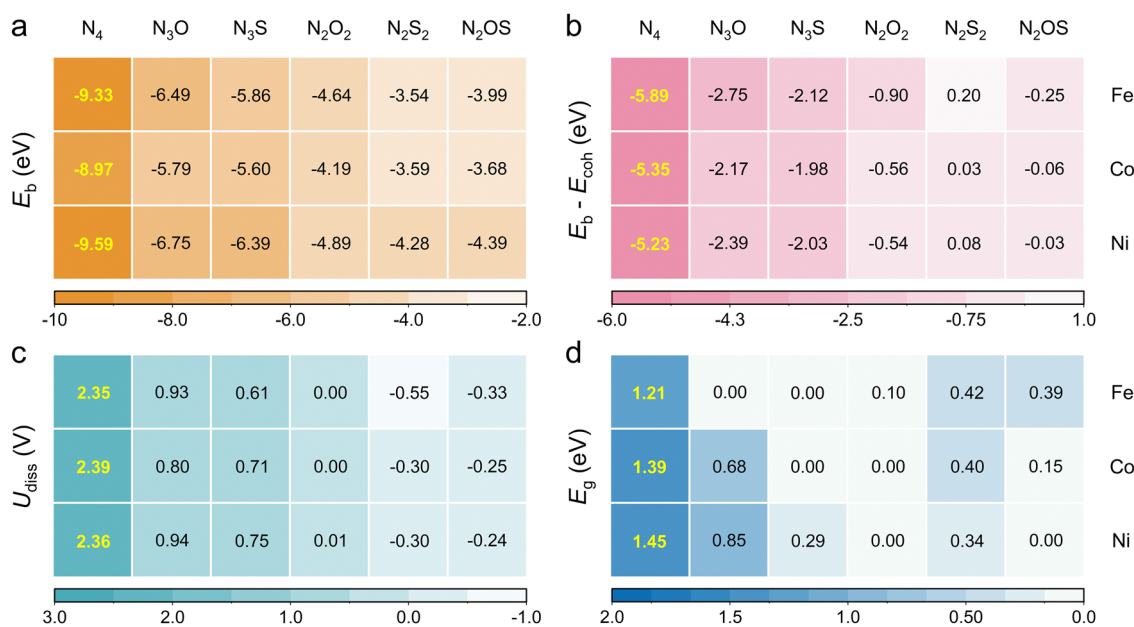 a N₄ N₃O N₃S N₂O₂ N₂S₂ N₂OS
E_b (eV)
-9.33 -6.49 -5.86 -4.64 -3.54 -3.99
-8.97 -5.79 -5.60 -4.19 -3.59 -3.68
-9.59 -6.75 -6.39 -4.89 -4.28 -4.39
-10 -8.0 -6.0 -4.0 -2.0
b N₄ N₃O N₃S N₂O₂ N₂S₂ N₂OS
E_b - E_coh (eV)
-5.89 -2.75 -2.12 -0.90 0.20 -0.25 Fe
-5.35 -2.17 -1.98 -0.56 0.03 -0.06 Co
-5.23 -2.39 -2.03 -0.54 0.08 -0.03 Ni
-6.0 -4.3 -2.5 -0.75 1.0
c
U_diss (V)
2.35 0.93 0.61 0.00 -0.55 -0.33
2.39 0.80 0.71 0.00 -0.30 -0.25
2.36 0.94 0.75 0.01 -0.30 -0.24
3.0 2.0 1.0 0.0 -1.0
d
E_g (eV)
1.21 0.00 0.00 0.10 0.42 0.39 Fe
1.39 0.68 0.00 0.00 0.40 0.15 Co
1.45 0.85 0.29 0.00 0.34 0.00 Ni
2.0 1.5 1.0 0.50 0.0